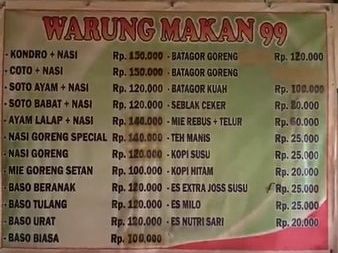 WARUNG MAKAN 99
- KONDRO + NASI Rp. 150.000
- COTO + NASI Rp. 150.000
- SOTO AYAM + NASI Rp. 120.000
- SOTO BABAT + NASI Rp. 120.000
- AYAM LALAP + NASI Rp. 140.000
- NASI GORENG SPECIAL Rp. 140.000
- NASI GORENG Rp. 120.000
- MIE GORENG SETAN Rp. 100.000
- BASO BERANAK Rp. 120.000
- BASO TULANG Rp. 120.000
- BASO URAT Rp. 120.000
- BASO BIASA Rp. 100.000
- BATAGOR GORENG Rp. 120.000
- BATAGOR GORENG
- BATAGOR KUAH Rp. 100.000
- SEBLAK CEKER Rp. 80.000
- MIE REBUS + TELUR Rp. 60.000
- TEH MANIS Rp. 25.000
- KOPI SUSU Rp. 25.000
- KOPI HITAM Rp. 20.000
- ES EXTRA JOSS SUSU Rp. 25.000
- ES MILO Rp. 25.000
- ES NUTRI SARI Rp. 20.000